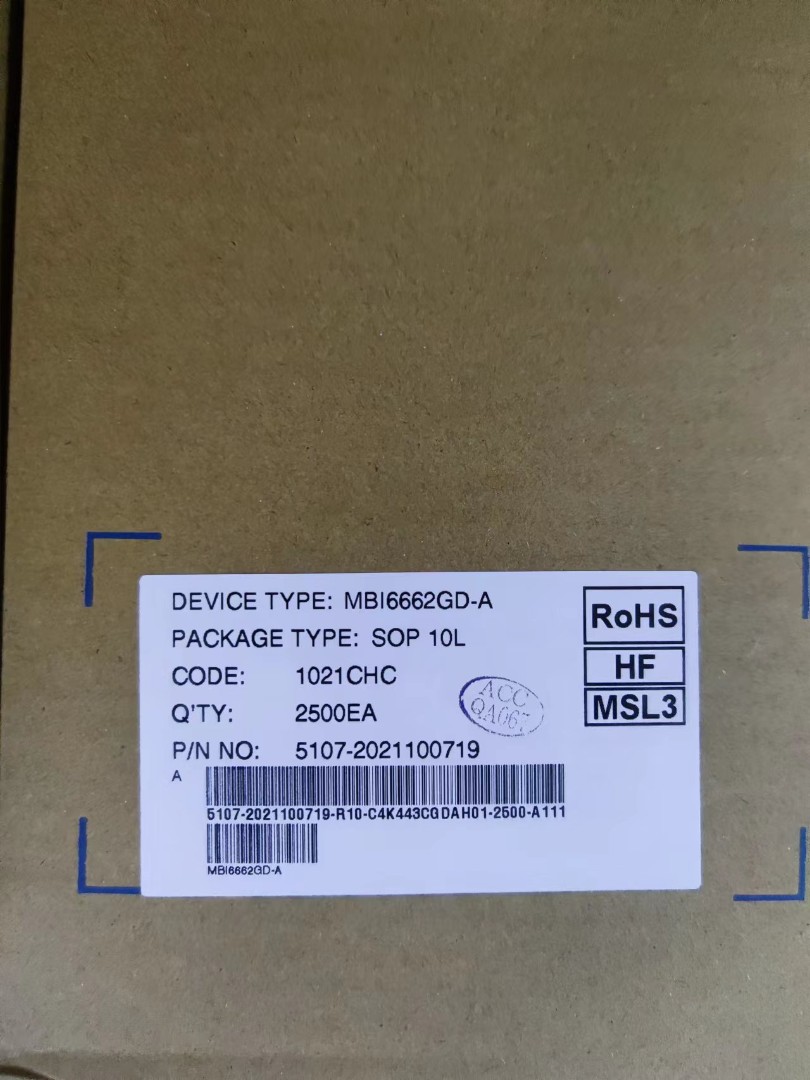 DEVICE TYPE: MBI6662GD-A
PACKAGE TYPE: SOP 10L
CODE: 1021CHC
Q'TY: 2500EA
P/N NO: 5107-2021100719
A
5107-2021100719-R10-C4K443CGDAH01-2500-A111
MBI6662GD-A
RoHS
HF
MSL3
ACC
QA067